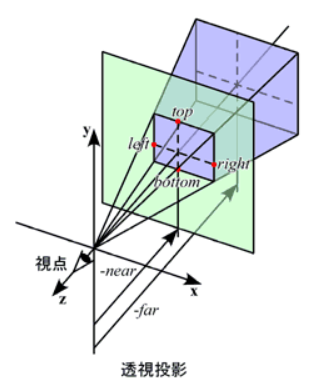 top
y
left
right
bottom
視点
-near
z
x
-far
透視投影